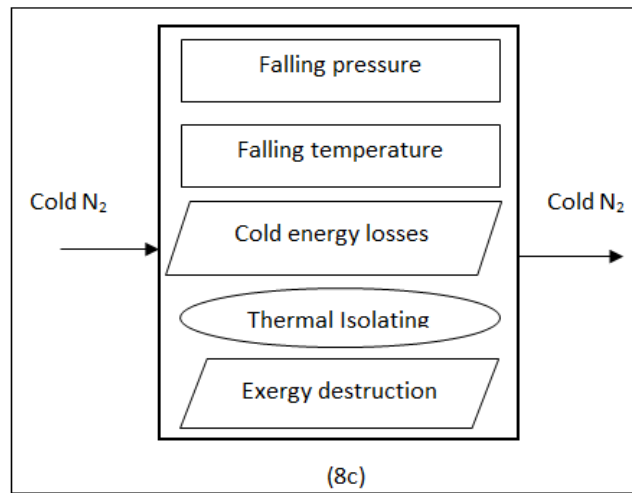 Falling pressure
Falling temperature
Cold N₂
Cold N₂
Cold energy losses
Thermal Isolating
Exergy destruction
(8c)